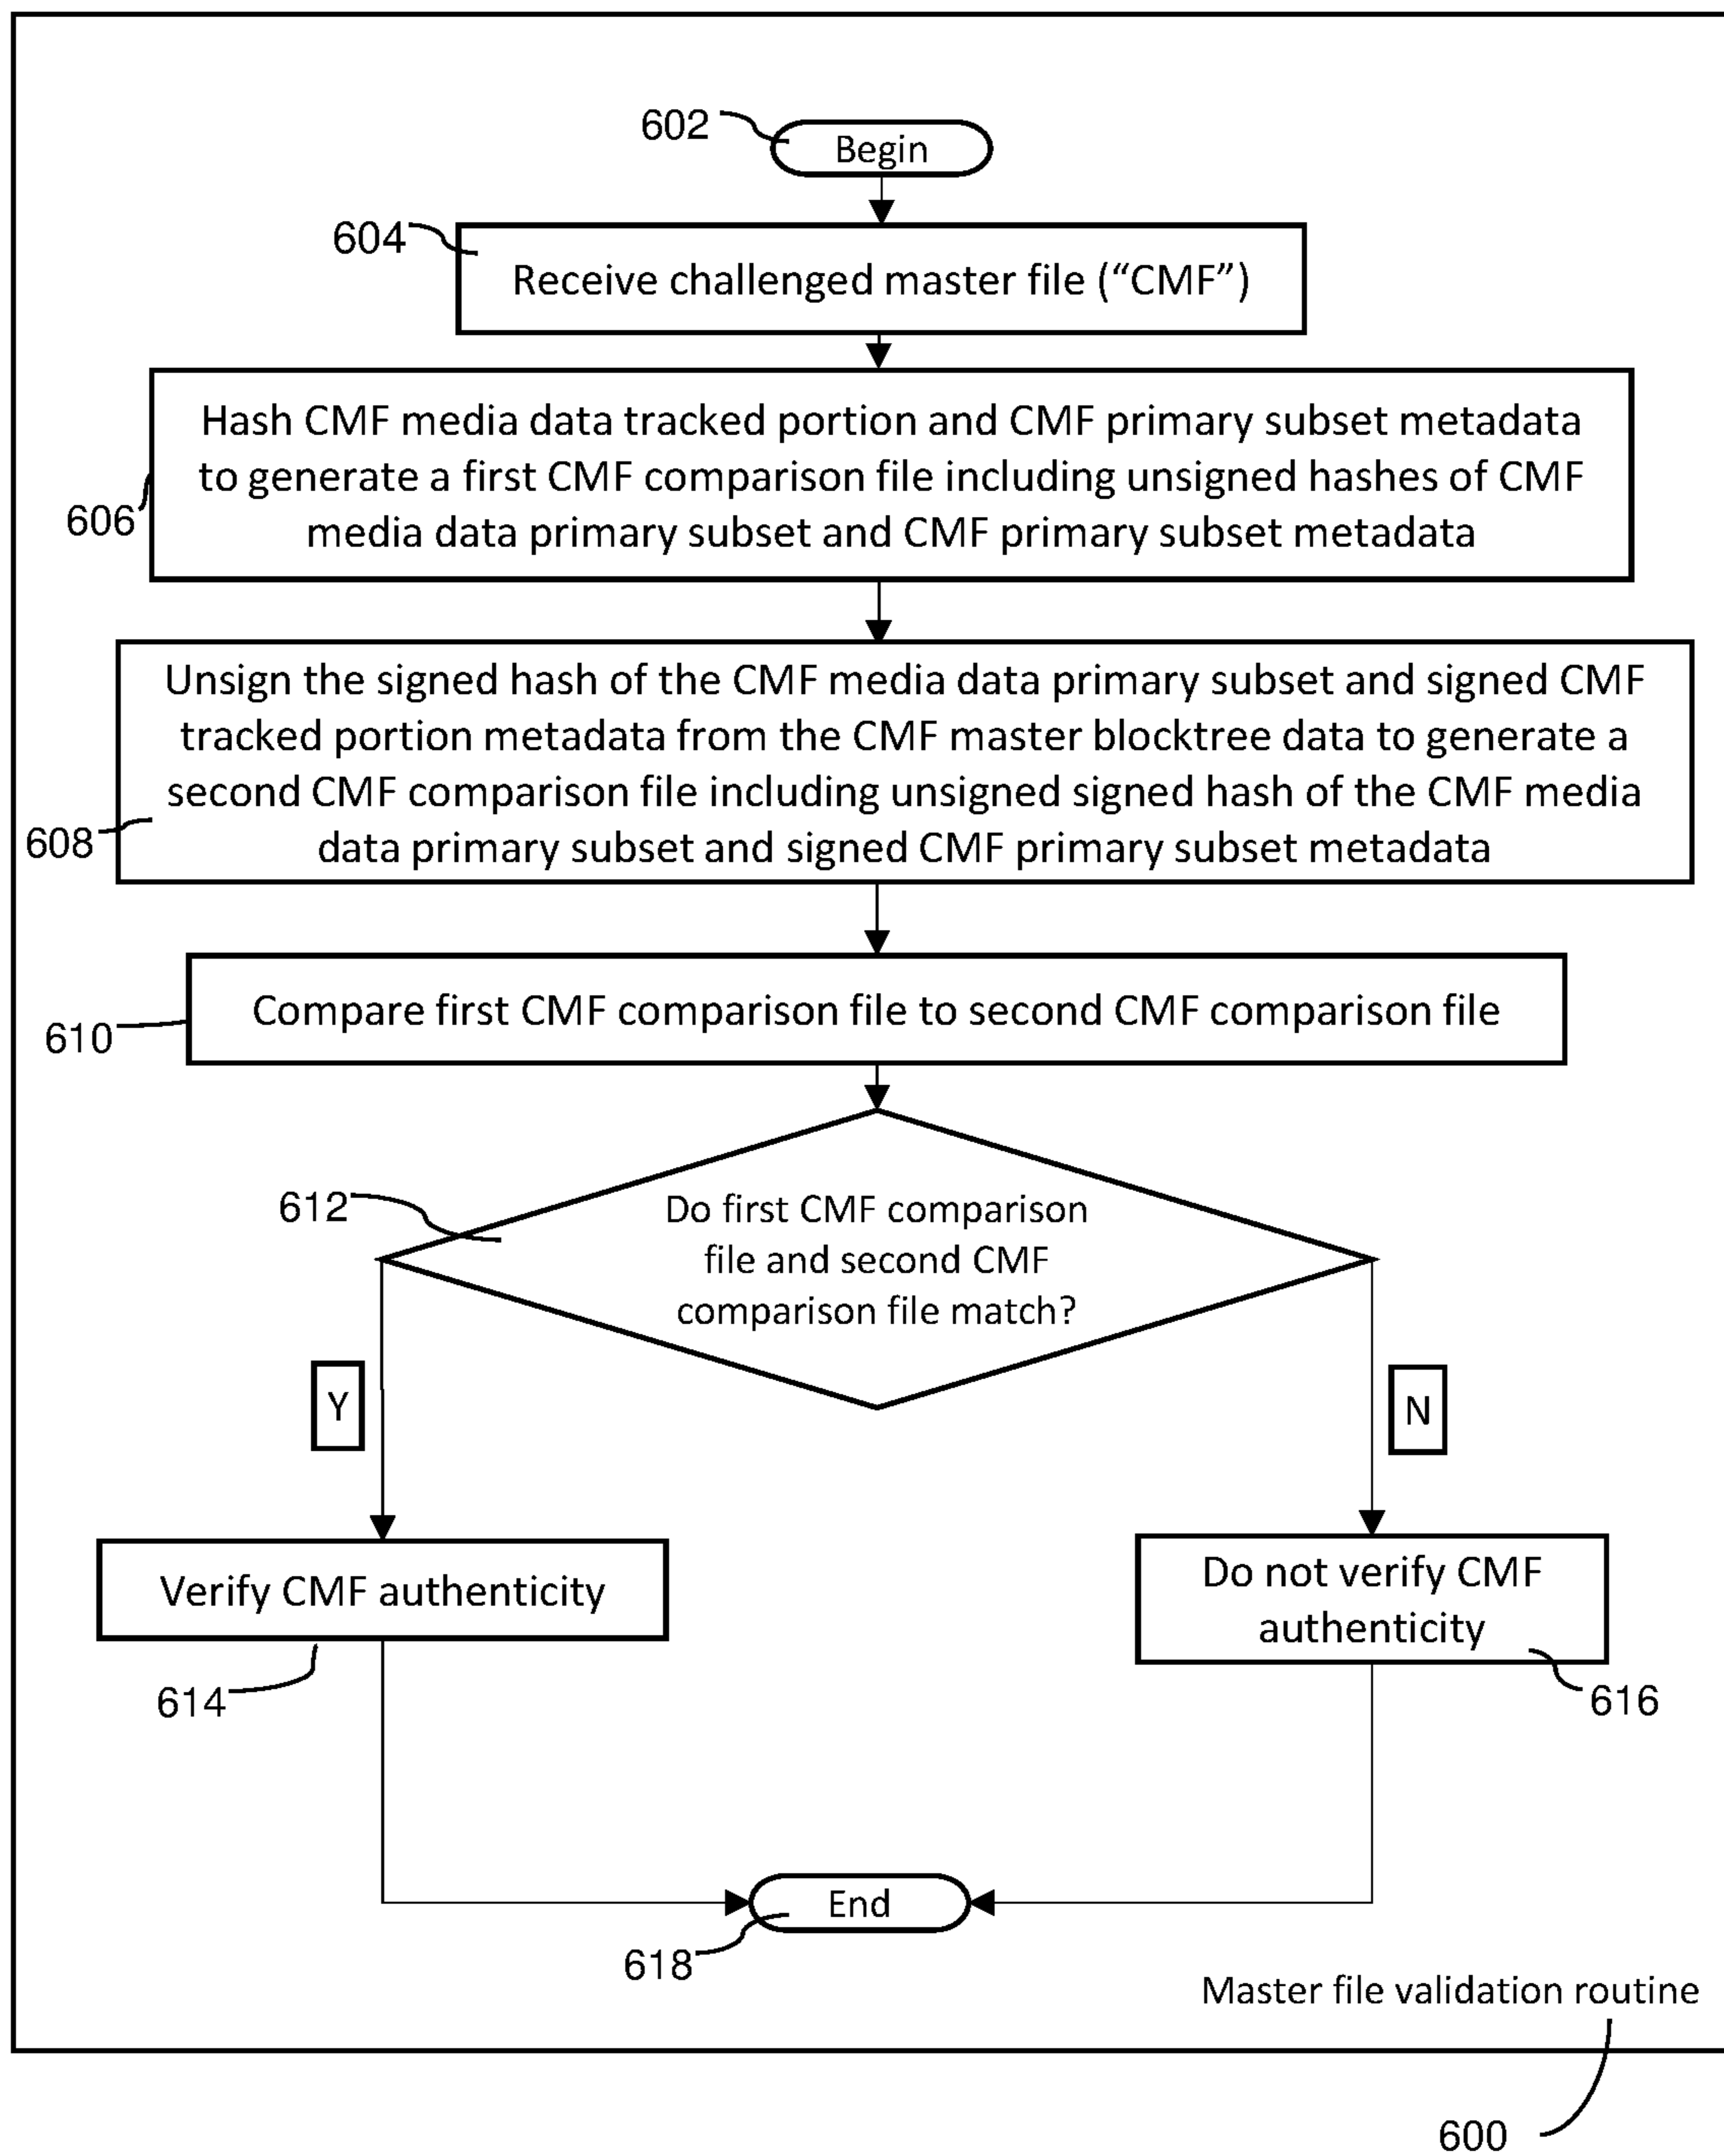 602
Begin
604
Receive challenged master file (“CMF”)
Hash CMF media data tracked portion and CMF primary subset metadata
to generate a first CMF comparison file including unsigned hashes of CMF
media data primary subset and CMF primary subset metadata
606
Unsign the signed hash of the CMF media data primary subset and signed CMF
tracked portion metadata from the CMF master blocktree data to generate a
second CMF comparison file including unsigned signed hash of the CMF media
data primary subset and signed CMF primary subset metadata
608
Compare first CMF comparison file to second CMF comparison file
610
612
Do first CMF comparison
file and second CMF
comparison file match?
Y
N
Verify CMF authenticity
614
Do not verify CMF
authenticity
616
End
618
Master file validation routine
600